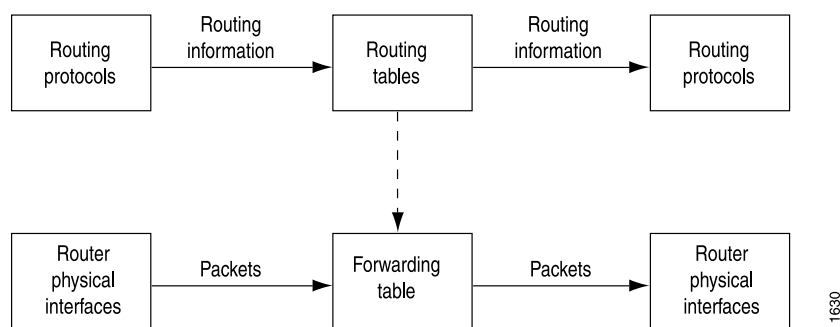 Routing
protocols
Routing
information
Routing
tables
Routing
information
Routing
protocols
Router
physical
interfaces
Packets
Forwarding
table
Packets
Router
physical
interfaces
1630